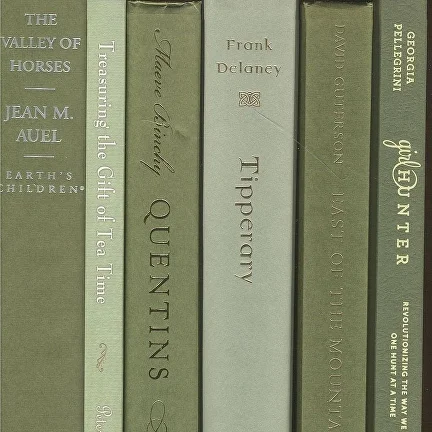 THE
VALLEY OF
HORSES
JEAN M.
AUEL
EARTH'S
CHILDREN®
Treasuring the Gift of Tea Time
Maeve Binchy QUENTINS
Frank
Delaney
Tipperary
DAVID GUTERSON EAST OF THE MOUNTA
GEORGIA
PELLEGRINI
girl HUNTER
REVOLUTIONIZING THE WAY WE
ONE HUNT AT A TIME